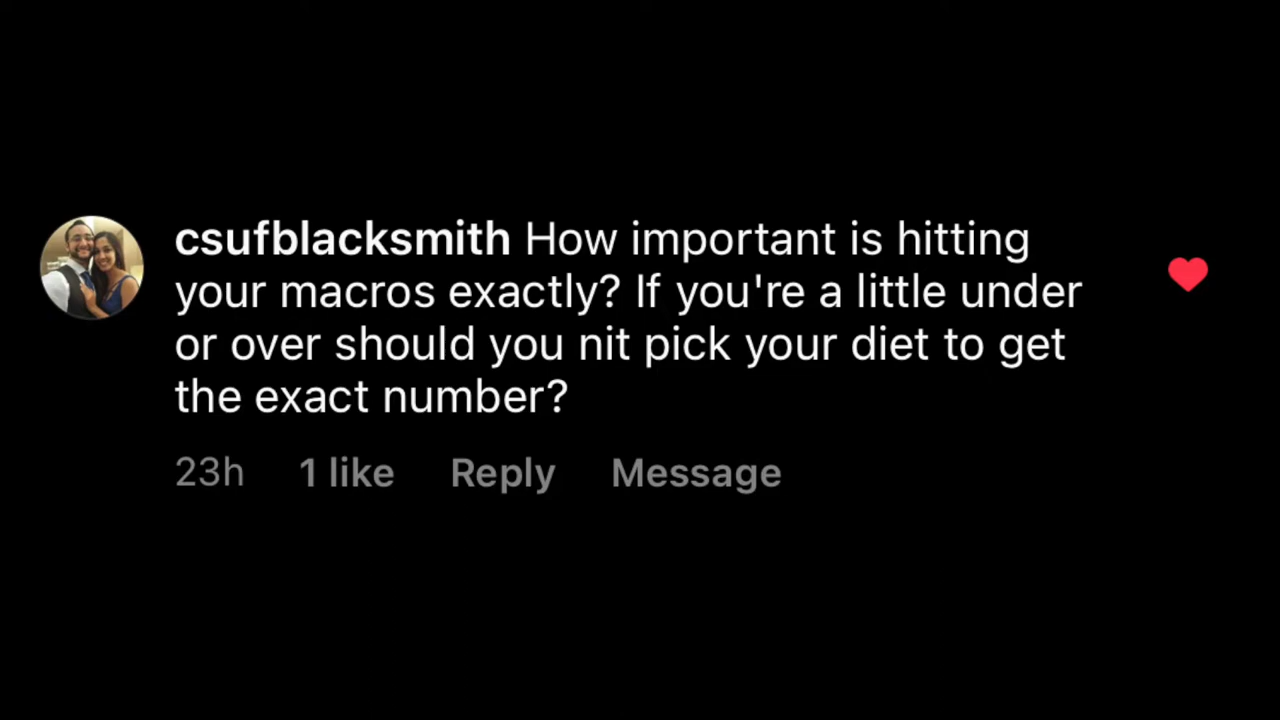 csufblacksmith How important is hitting
your macros exactly? If you're a little under
or over should you nit pick your diet to get
the exact number?
23h 1 like Reply Message